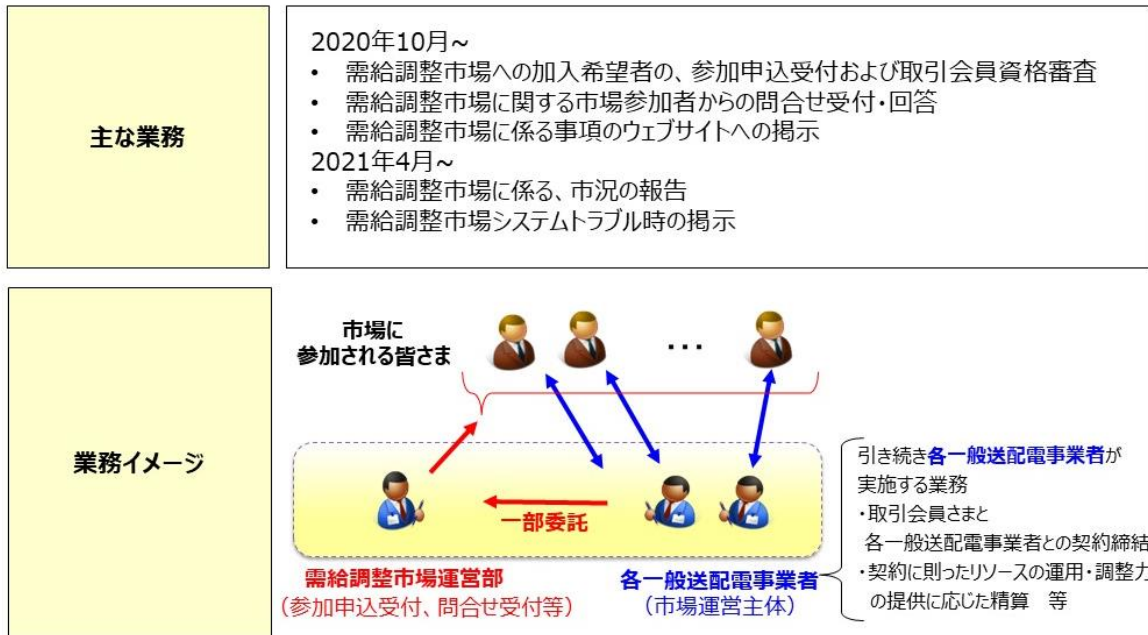 主な業務
2020年10月~
• 需給調整市場への加入希望者の、参加申込受付および取引会員資格審査
• 需給調整市場に関する市場参加者からの問合せ受付・回答
• 需給調整市場に係る事項のウェブサイトへの掲示
2021年4月~
• 需給調整市場に係る、市況の報告
• 需給調整市場システムトラブル時の掲示
業務イメージ
市場に
参加される皆さま
…
一部委託
需給調整市場運営部
（参加申込受付、問合せ受付等）
各一般送配電事業者
（市場運営主体）
引き続き各一般送配電事業者が
実施する業務
・取引会員さまと
各一般送配電事業者との契約締結
・契約に則ったリソースの運用・調整力
の提供に応じた精算　等